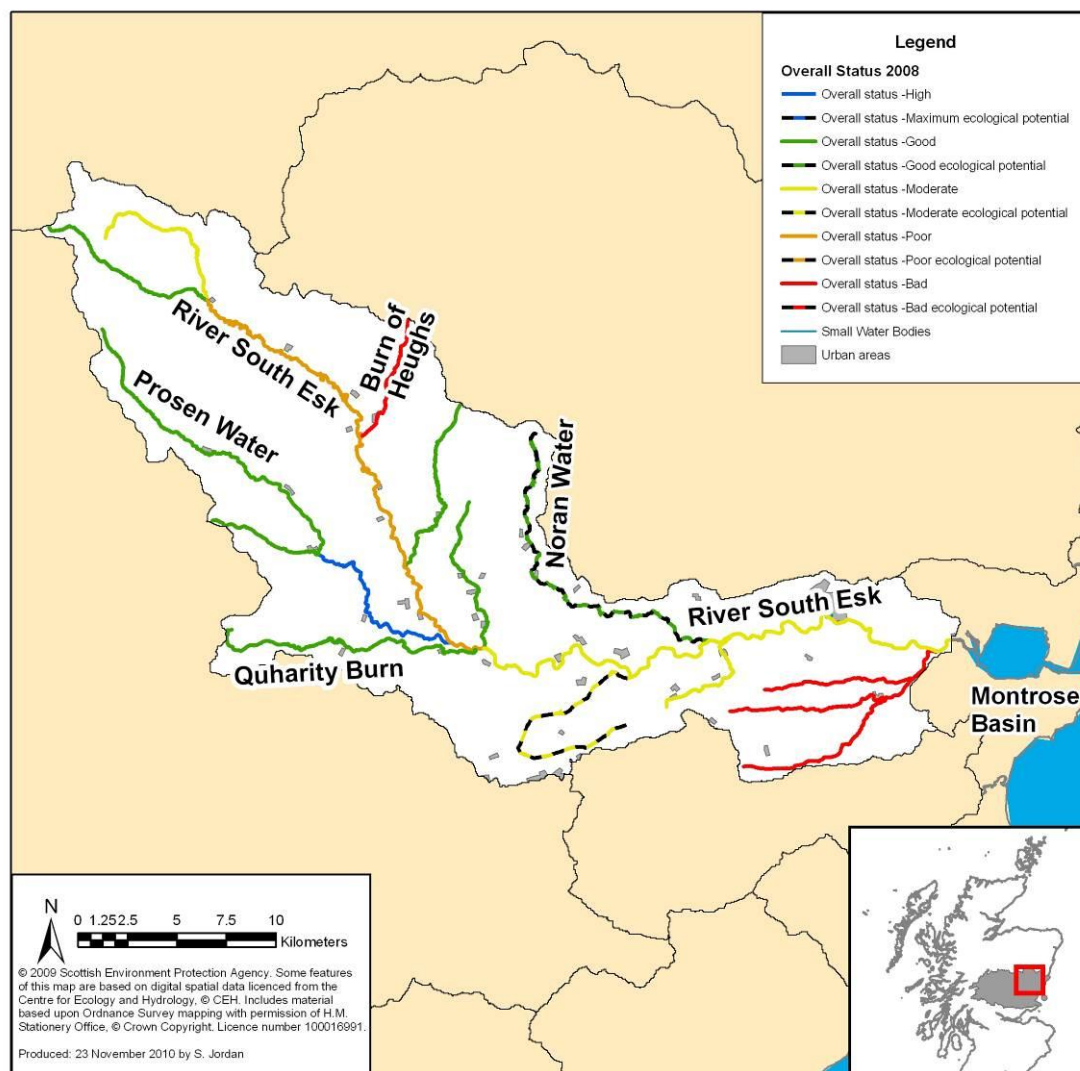 Legend
Overall Status 2008
Overall status -High
Overall status -Maximum ecological potential
Overall status -Good
Overall status -Good ecological potential
Overall status -Moderate
Overall status -Moderate ecological potential
Overall status -Poor
Overall status -Poor ecological potential
Overall status -Bad
Overall status -Bad ecological potential
Small Water Bodies
Urban areas
River South Esk
Burn of
Heughs
Prosen Water
Noran Water
River South Esk
Quharity Burn
Montrose
Basin
N
0 1.25 2.5 5 7.5 10
Kilometers
© 2009 Scottish Environment Protection Agency. Some features
of this map are based on digital spatial data licenced from the
Centre for Ecology and Hydrology, © CEH. Includes material
based upon Ordnance Survey mapping with permission of H.M.
Stationery Office, © Crown Copyright. Licence number 100016991.
Produced: 23 November 2010 by S. Jordan